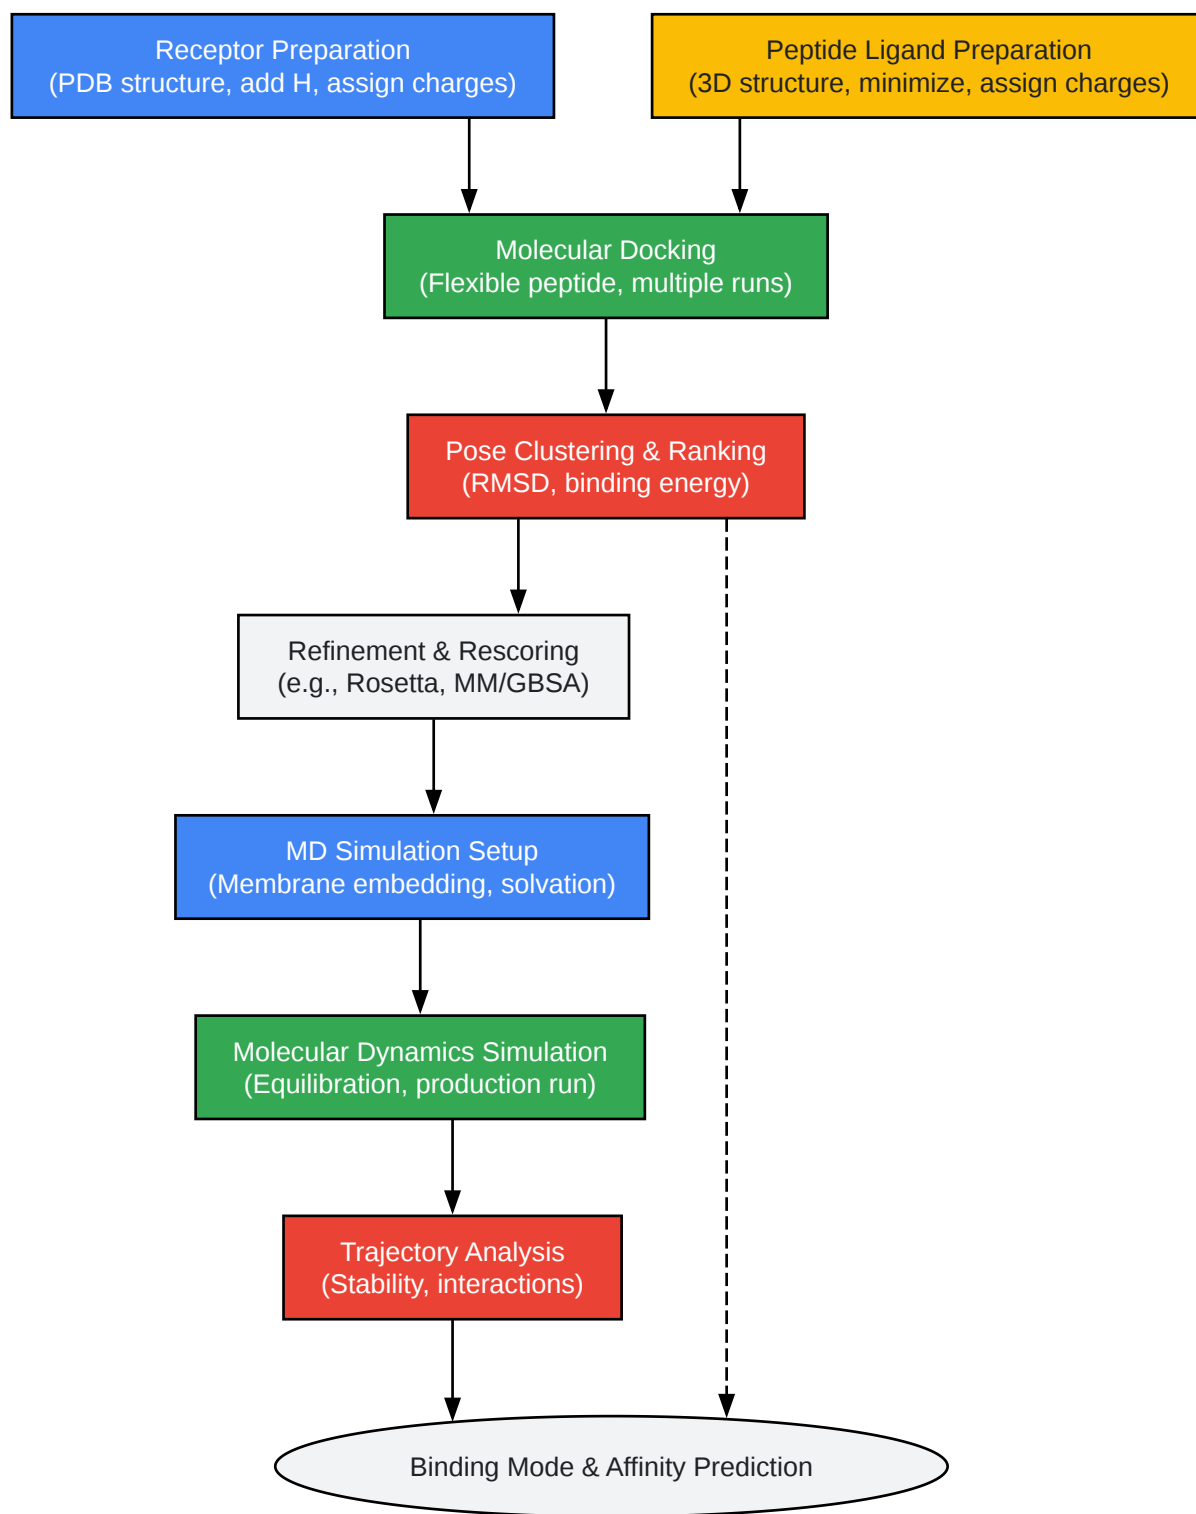 Receptor Preparation
(PDB structure, add H, assign charges)
Peptide Ligand Preparation
(3D structure, minimize, assign charges)
Molecular Docking
(Flexible peptide, multiple runs)
Pose Clustering & Ranking
(RMSD, binding energy)
Refinement & Rescoring
(e.g., Rosetta, MM/GBSA)
MD Simulation Setup
(Membrane embedding, solvation)
Molecular Dynamics Simulation
(Equilibration, production run)
Trajectory Analysis
(Stability, interactions)
Binding Mode & Affinity Prediction